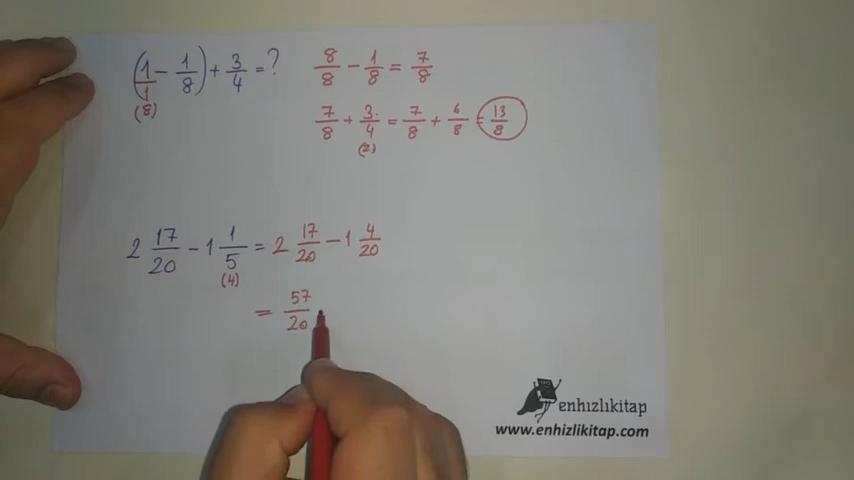 (1/1 - 1/8) + 3/4 = ? 8/8 - 1/8 = 7/8
(8)
7/8 + 3/4 = 7/8 + 6/8 = 13/8
(2)
2 17/20 - 1 1/5 = 2 17/20 - 1 4/20
(4)
= 57/20
enhızlıkitap
www.enhizlikitap.com